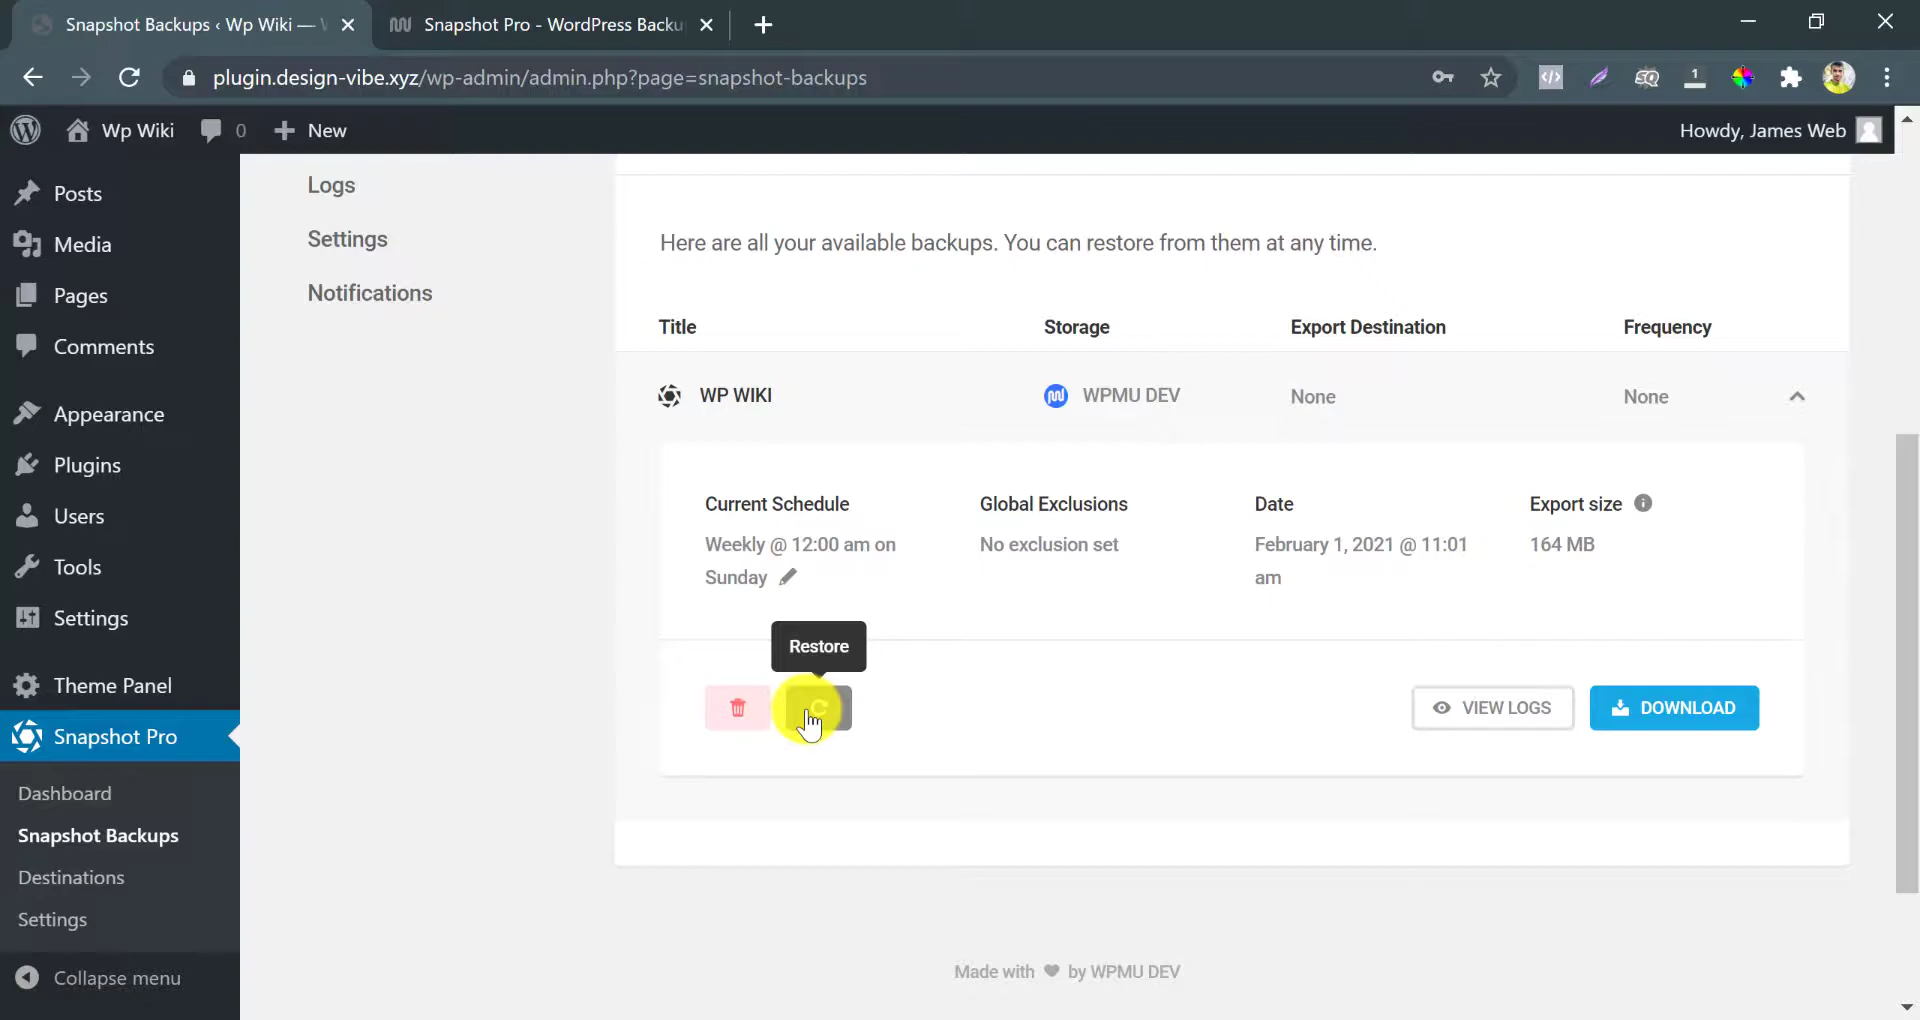 Snapshot Backups ‹ Wp Wiki —
Snapshot Pro - WordPress Backu
plugin.design-vibe.xyz/wp-admin/admin.php?page=snapshot-backups
1
Wp Wiki
0
New
Howdy, James Web
Posts
Media
Pages
Comments
Appearance
Plugins
Users
Tools
Settings
Theme Panel
Snapshot Pro
Dashboard
Snapshot Backups
Destinations
Settings
Collapse menu
Logs
Settings
Notifications
Here are all your available backups. You can restore from them at any time.
Title Storage Export Destination Frequency
WP WIKI WPMU DEV None None
Current Schedule Global Exclusions Date Export size
Weekly @ 12:00 am on No exclusion set February 1, 2021 @ 11:01 164 MB
Sunday am
Restore
VIEW LOGS DOWNLOAD
Made with ♥ by WPMU DEV